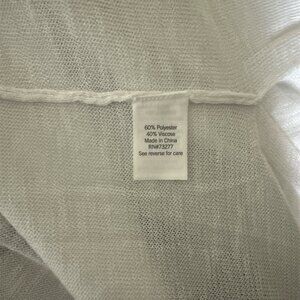 60% Polyester
40% Viscose
Made in China
RN#73277
See reverse for care